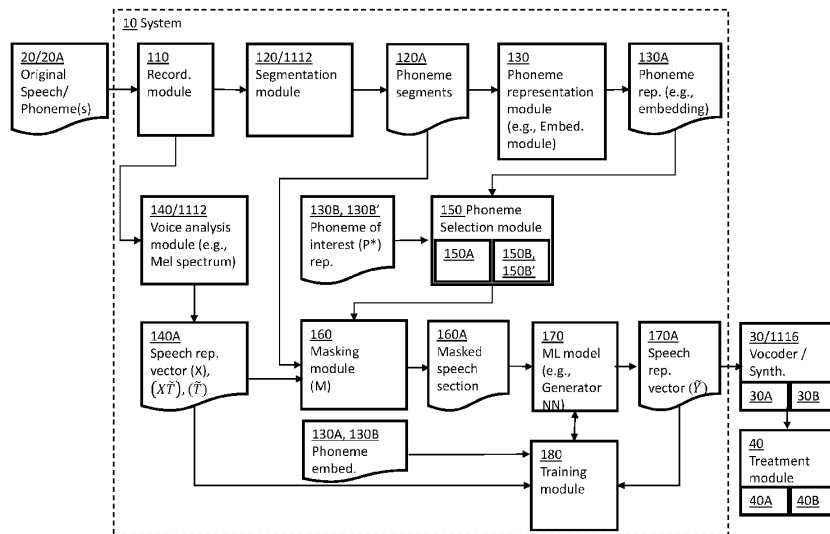 10 System
20/20A
Original
Speech/
Phoneme(s)
110
Record.
module
120/1112
Segmentation
module
120A
Phoneme
segments
130
Phoneme
representation
module
(e.g., Embed.
module)
130A
Phoneme
rep. (e.g.,
embedding)
140/1112
Voice analysis
module (e.g.,
Mel spectrum)
130B, 130B’
Phoneme of
interest (P*)
rep.
150 Phoneme
Selection module
150A
150B,
150B’
140A
Speech rep.
vector (X),
(XT̃), (T̃)
160
Masking
module
(M)
160A
Masked
speech
section
170
ML model
(e.g.,
Generator
NN)
170A
Speech
rep.
vector (Ỹ)
30/1116
Vocoder /
Synth.
30A
30B
130A, 130B
Phoneme
embed.
180
Training
module
40
Treatment
module
40A
40B